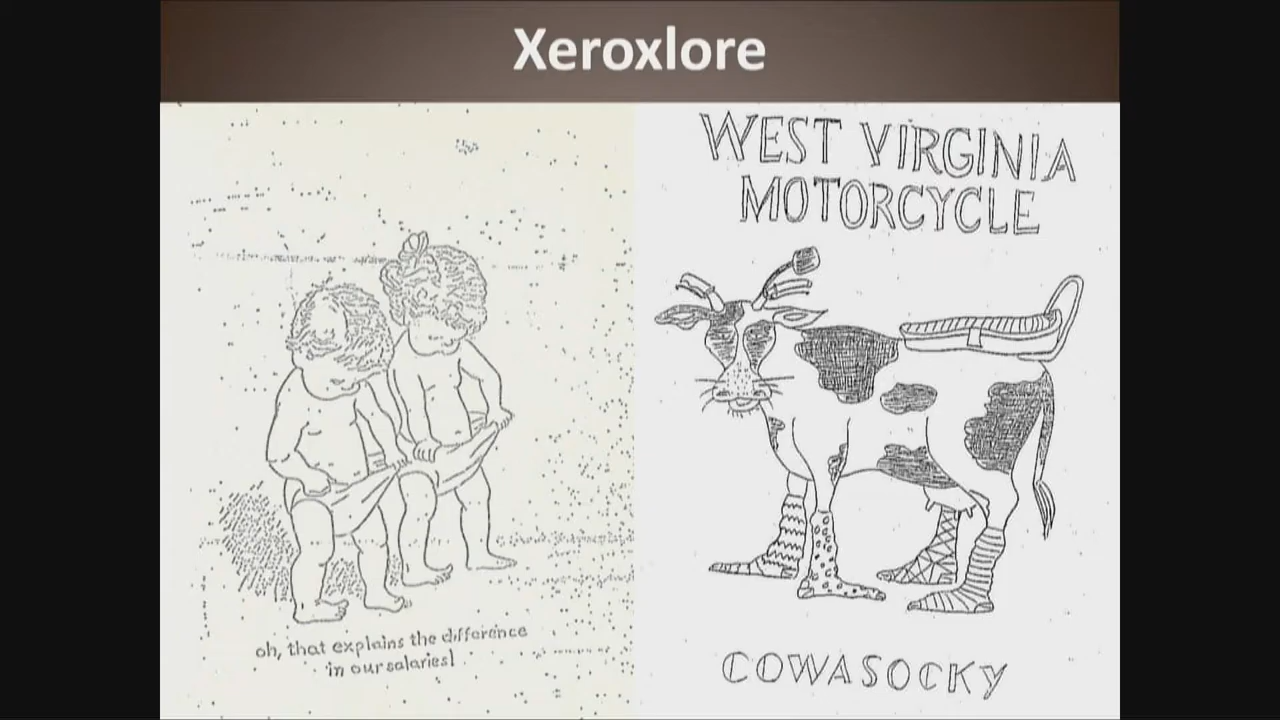 Xeroxlore
oh, that explains the difference
in our salaries!
WEST VIRGINIA
MOTORCYCLE
COWASOCKY